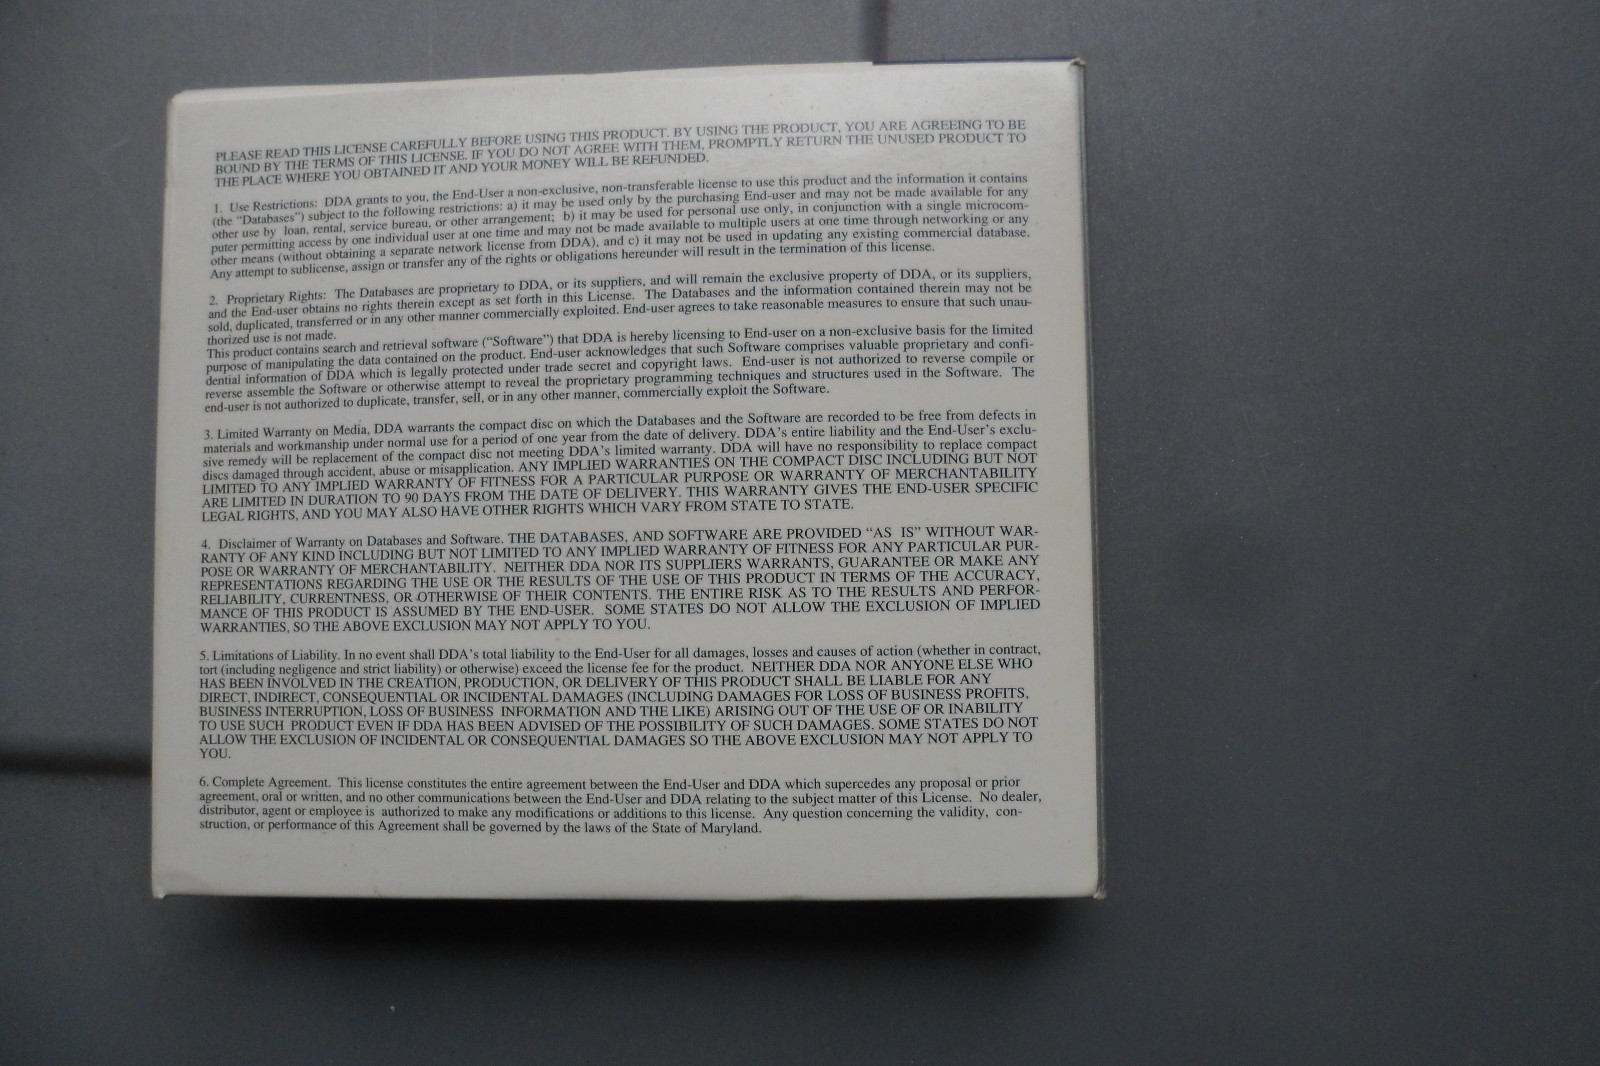 PLEASE READ THIS LICENSE CAREFULLY BEFORE USING THIS PRODUCT. BY USING THE PRODUCT, YOU ARE AGREEING TO BE
BOUND BY THE TERMS OF THIS LICENSE. IF YOU DO NOT AGREE WITH THEM, PROMPTLY RETURN THE UNUSED PRODUCT TO
THE PLACE WHERE YOU OBTAINED IT AND YOUR MONEY WILL BE REFUNDED.
1. Use Restrictions: DDA grants to you, the End-User a non-exclusive, non-transferable license to use this product and the information it contains
(the “Databases”) subject to the following restrictions: a) it may be used only by the purchasing End-user and may not be made available for any
other use by loan, rental, service bureau, or other arrangement; b) it may be used for personal use only, in conjunction with a single microcom-
puter permitting access by one individual user at one time and may not be made available to multiple users at one time through networking or any
other means (without obtaining a separate network license from DDA), and c) it may not be used in updating any existing commercial database.
Any attempt to sublicense, assign or transfer any of the rights or obligations hereunder will result in the termination of this license.
2. Proprietary Rights: The Databases are proprietary to DDA, or its suppliers, and will remain the exclusive property of DDA, or its suppliers,
and the End-user obtains no rights therein except as set forth in this License. The Databases and the information contained therein may not be
sold, duplicated, transferred or in any other manner commercially exploited. End-user agrees to take reasonable measures to ensure that such unau-
thorized use is not made.
This product contains search and retrieval software (“Software”) that DDA is hereby licensing to End-user on a non-exclusive basis for the limited
purpose of manipulating the data contained on the product. End-user acknowledges that such Software comprises valuable proprietary and confi-
dential information of DDA which is legally protected under trade secret and copyright laws. End-user is not authorized to reverse compile or
reverse assemble the Software or otherwise attempt to reveal the proprietary programming techniques and structures used in the Software. The
end-user is not authorized to duplicate, transfer, sell, or in any other manner, commercially exploit the Software.
3. Limited Warranty on Media, DDA warrants the compact disc on which the Databases and the Software are recorded to be free from defects in
materials and workmanship under normal use for a period of one year from the date of delivery. DDA's entire liability and the End-User's exclu-
sive remedy will be replacement of the compact disc not meeting DDA's limited warranty. DDA will have no responsibility to replace compact
discs damaged through accident, abuse or misapplication. ANY IMPLIED WARRANTIES ON THE COMPACT DISC INCLUDING BUT NOT
LIMITED TO ANY IMPLIED WARRANTY OF FITNESS FOR A PARTICULAR PURPOSE OR WARRANTY OF MERCHANTABILITY
ARE LIMITED IN DURATION TO 90 DAYS FROM THE DATE OF DELIVERY. THIS WARRANTY GIVES THE END-USER SPECIFIC
LEGAL RIGHTS, AND YOU MAY ALSO HAVE OTHER RIGHTS WHICH VARY FROM STATE TO STATE.
4. Disclaimer of Warranty on Databases and Software. THE DATABASES, AND SOFTWARE ARE PROVIDED “AS IS” WITHOUT WAR-
RANTY OF ANY KIND INCLUDING BUT NOT LIMITED TO ANY IMPLIED WARRANTY OF FITNESS FOR ANY PARTICULAR PUR-
POSE OR WARRANTY OF MERCHANTABILITY. NEITHER DDA NOR ITS SUPPLIERS WARRANTS, GUARANTEE OR MAKE ANY
REPRESENTATIONS REGARDING THE USE OR THE RESULTS OF THE USE OF THIS PRODUCT IN TERMS OF THE ACCURACY,
RELIABILITY, CURRENTNESS, OR OTHERWISE OF THEIR CONTENTS. THE ENTIRE RISK AS TO THE RESULTS AND PERFOR-
MANCE OF THIS PRODUCT IS ASSUMED BY THE END-USER. SOME STATES DO NOT ALLOW THE EXCLUSION OF IMPLIED
WARRANTIES, SO THE ABOVE EXCLUSION MAY NOT APPLY TO YOU.
5. Limitations of Liability. In no event shall DDA's total liability to the End-User for all damages, losses and causes of action (whether in contract,
tort (including negligence and strict liability) or otherwise) exceed the license fee for the product. NEITHER DDA NOR ANYONE ELSE WHO
HAS BEEN INVOLVED IN THE CREATION, PRODUCTION, OR DELIVERY OF THIS PRODUCT SHALL BE LIABLE FOR ANY
DIRECT, INDIRECT, CONSEQUENTIAL OR INCIDENTAL DAMAGES (INCLUDING DAMAGES FOR LOSS OF BUSINESS PROFITS,
BUSINESS INTERRUPTION, LOSS OF BUSINESS INFORMATION AND THE LIKE) ARISING OUT OF THE USE OF OR INABILITY
TO USE SUCH PRODUCT EVEN IF DDA HAS BEEN ADVISED OF THE POSSIBILITY OF SUCH DAMAGES. SOME STATES DO NOT
ALLOW THE EXCLUSION OF INCIDENTAL OR CONSEQUENTIAL DAMAGES SO THE ABOVE EXCLUSION MAY NOT APPLY TO
YOU.
6. Complete Agreement. This license constitutes the entire agreement between the End-User and DDA which supercedes any proposal or prior
agreement, oral or written, and no other communications between the End-User and DDA relating to the subject matter of this License. No dealer,
distributor, agent or employee is authorized to make any modifications or additions to this license. Any question concerning the validity, con-
struction, or performance of this Agreement shall be governed by the laws of the State of Maryland.